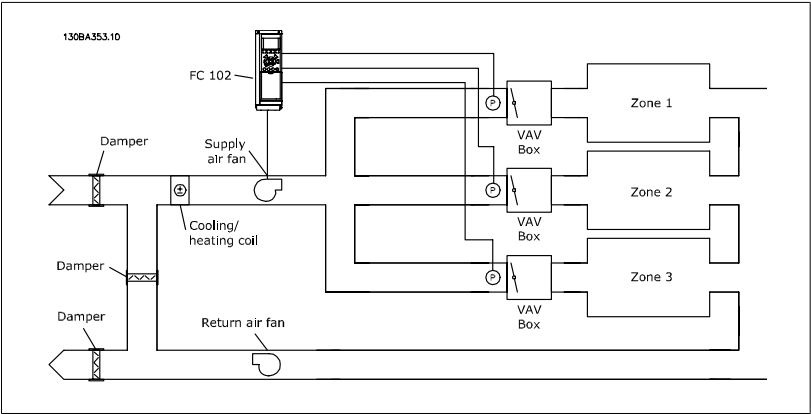 130BA353.10
FC 102
Damper
Supply
air fan
Cooling/
heating coil
Damper
Damper
Return air fan
P
VAV
Box
Zone 1
P
VAV
Box
Zone 2
P
VAV
Box
Zone 3